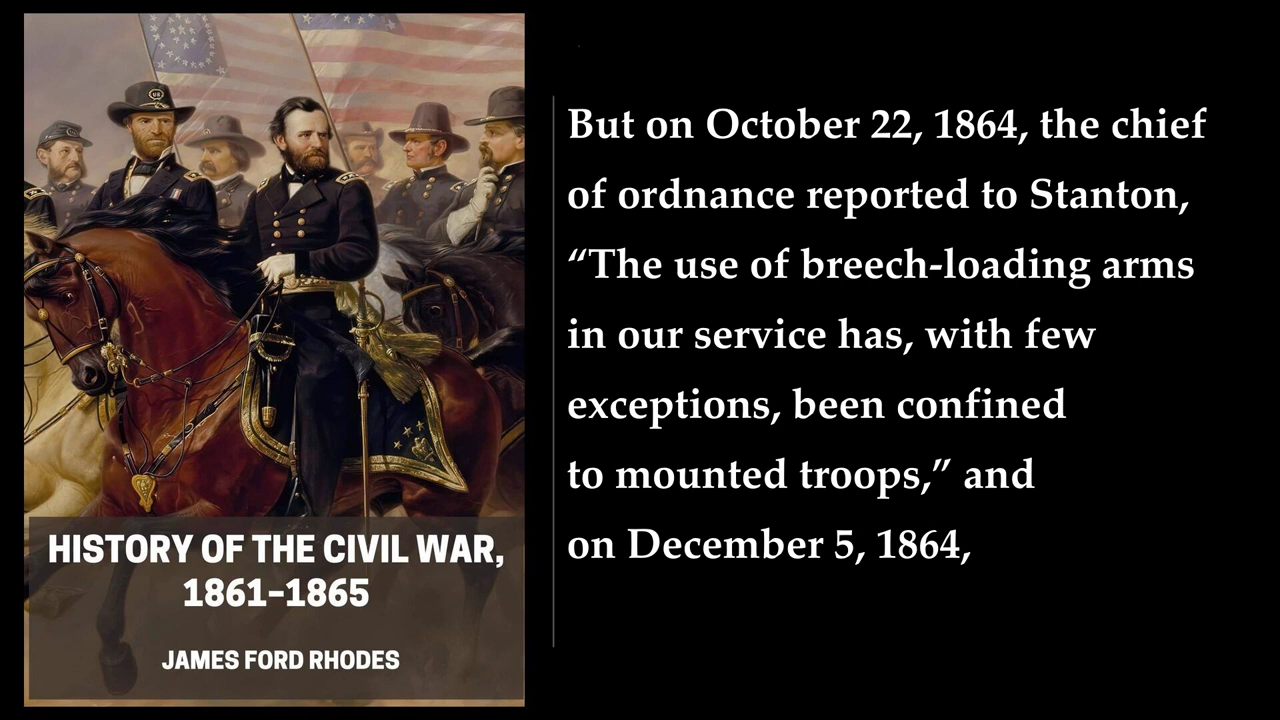 HISTORY OF THE CIVIL WAR,
1861–1865
JAMES FORD RHODES
But on October 22, 1864, the chief
of ordnance reported to Stanton,
“The use of breech-loading arms
in our service has, with few
exceptions, been confined
to mounted troops,” and
on December 5, 1864,